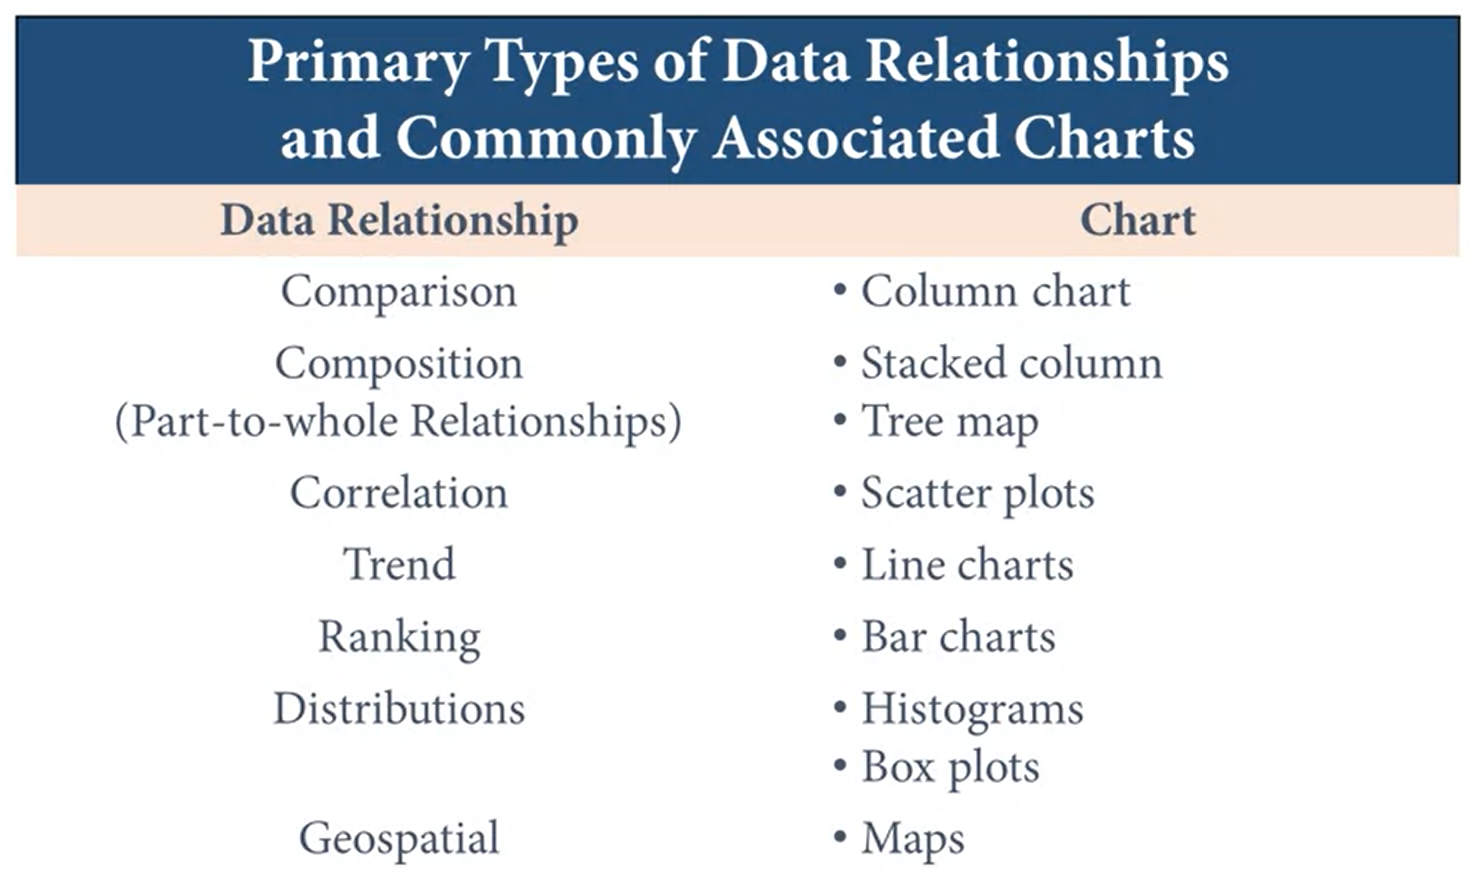 Primary Types of Data Relationships
and Commonly Associated Charts
Data Relationship Chart
Comparison • Column chart
Composition • Stacked column
(Part-to-whole Relationships) • Tree map
Correlation • Scatter plots
Trend • Line charts
Ranking • Bar charts
Distributions • Histograms
• Box plots
Geospatial • Maps